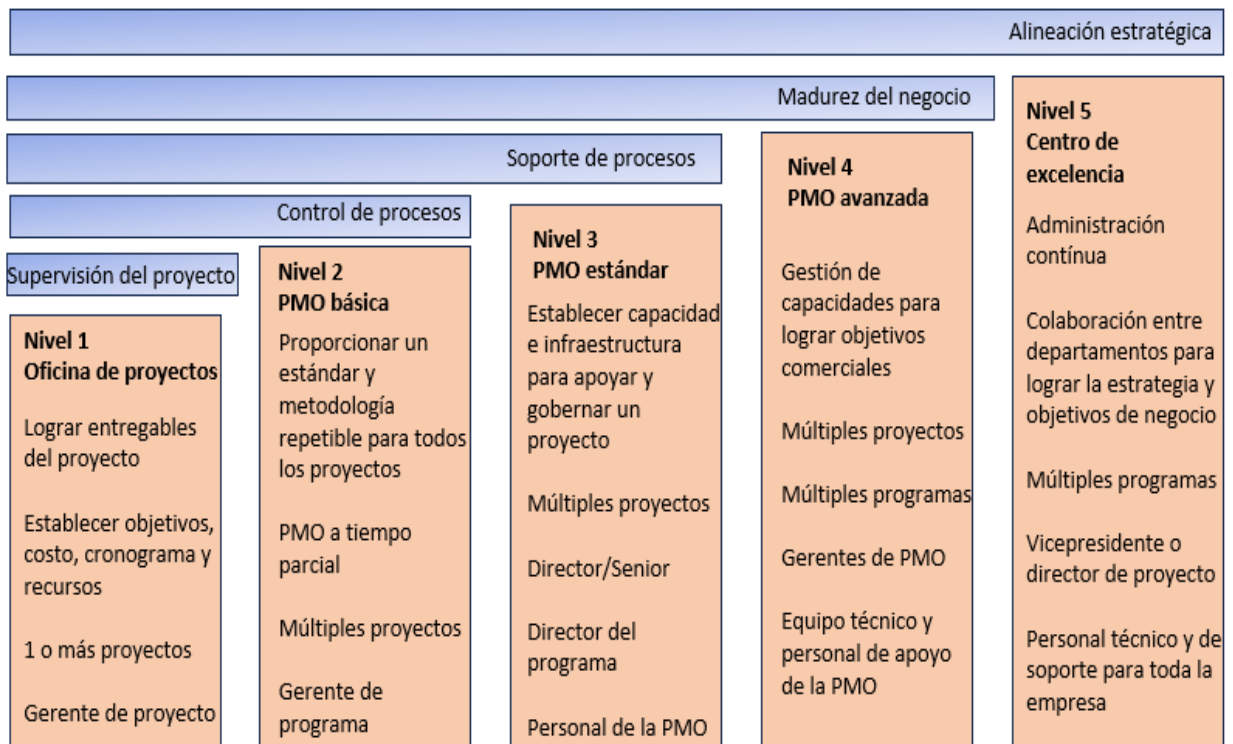 Alineación estratégica
Madurez del negocio
Soporte de procesos
Control de procesos
Supervisión del proyecto
Nivel 1
Oficina de proyectos
Lograr entregables
del proyecto
Establecer objetivos,
costo, cronograma y
recursos
1 o más proyectos
Gerente de proyecto
Nivel 2
PMO básica
Proporcionar un
estándar y
metodología
repetible para todos
los proyectos
PMO a tiempo
parcial
Múltiples proyectos
Gerente de
programa
Nivel 3
PMO estándar
Establecer capacidad
e infraestructura
para apoyar y
gobernar un
proyecto
Múltiples proyectos
Director/Senior
Director del
programa
Personal de la PMO
Nivel 4
PMO avanzada
Gestión de
capacidades para
lograr objetivos
comerciales
Múltiples proyectos
Múltiples programas
Gerentes de PMO
Equipo técnico y
personal de apoyo
de la PMO
Nivel 5
Centro de
excelencia
Administración
contínua
Colaboración entre
departamentos para
lograr la estrategia y
objetivos de negocio
Múltiples programas
Vicepresidente o
director de proyecto
Personal técnico y de
soporte para toda la
empresa